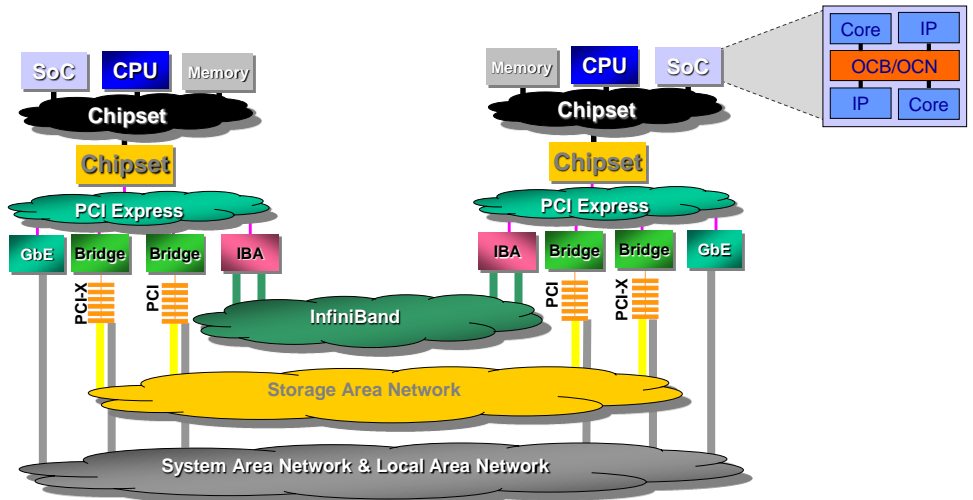 SoC
CPU
Memory
Chipset
Chipset
PCI Express
GbE
Bridge
Bridge
IBA
PCI-X
PCI
Memory
CPU
SoC
Chipset
Chipset
PCI Express
IBA
Bridge
Bridge
GbE
PCI
PCI-X
Core
IP
OCB/OCN
IP
Core
InfiniBand
Storage Area Network
System Area Network & Local Area Network